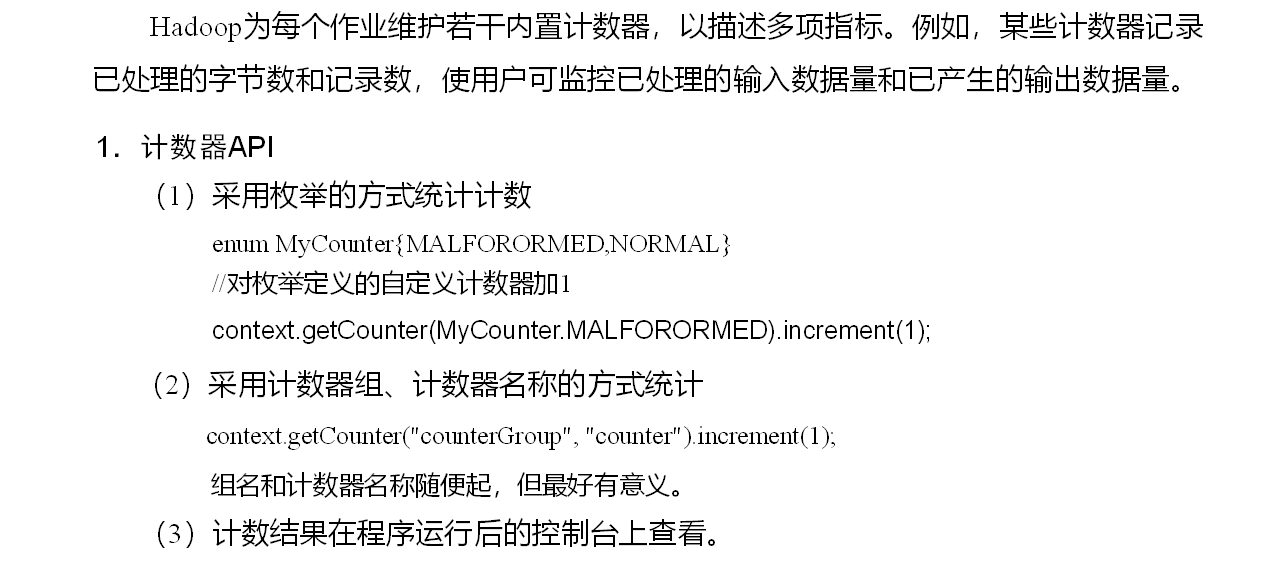 Hadoop为每个作业维护若干内置计数器，以描述多项指标。例如，某些计数器记录
已处理的字节数和记录数，使用户可监控已处理的输入数据量和已产生的输出数据量。
1．计数器API
（1）采用枚举的方式统计计数
enum MyCounter{MALFORORMED,NORMAL}
//对枚举定义的自定义计数器加1
context.getCounter(MyCounter.MALFORORMED).increment(1);
（2）采用计数器组、计数器名称的方式统计
context.getCounter("counterGroup", "counter").increment(1);
组名和计数器名称随便起，但最好有意义。
（3）计数结果在程序运行后的控制台上查看。